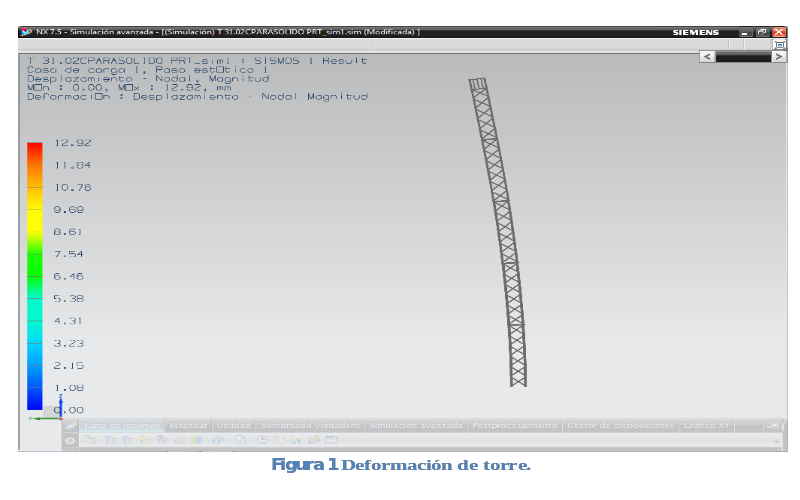 NX 7.5 - Simulación avanzada - [(Simulación) T 31.02CPARASOLIDO PRT_sim1.sim (Modificada) ]
SIEMENS
T 31.02CPARASOLIDO PRT_sim1 : SISMOS 1 Result
Caso de carga 1, Paso est□tico 1
Desplazamiento - Nodal, Magnitud
M□n : 0.00, M□x : 12.92, mm
Deformaci□n : Desplazamiento - Nodal Magnitud
12.92
11.84
10.76
9.69
8.61
7.54
6.46
5.38
4.31
3.23
2.15
1.08
0.00
Barra de recursos Estándar Utilidad Sombreado verdadero Simulación avanzada Postprocesamiento Gestor de disposiciones Gráfico XY
Figura 1 Deformación de torre.